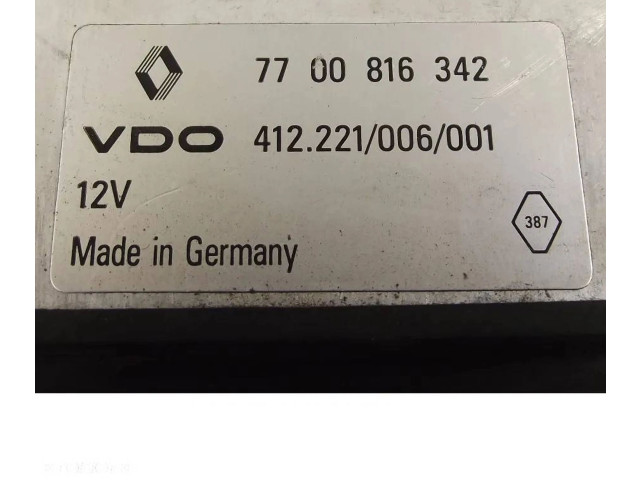 77 00 816 342
VDO 412.221/006/001
12V
387
Made in Germany